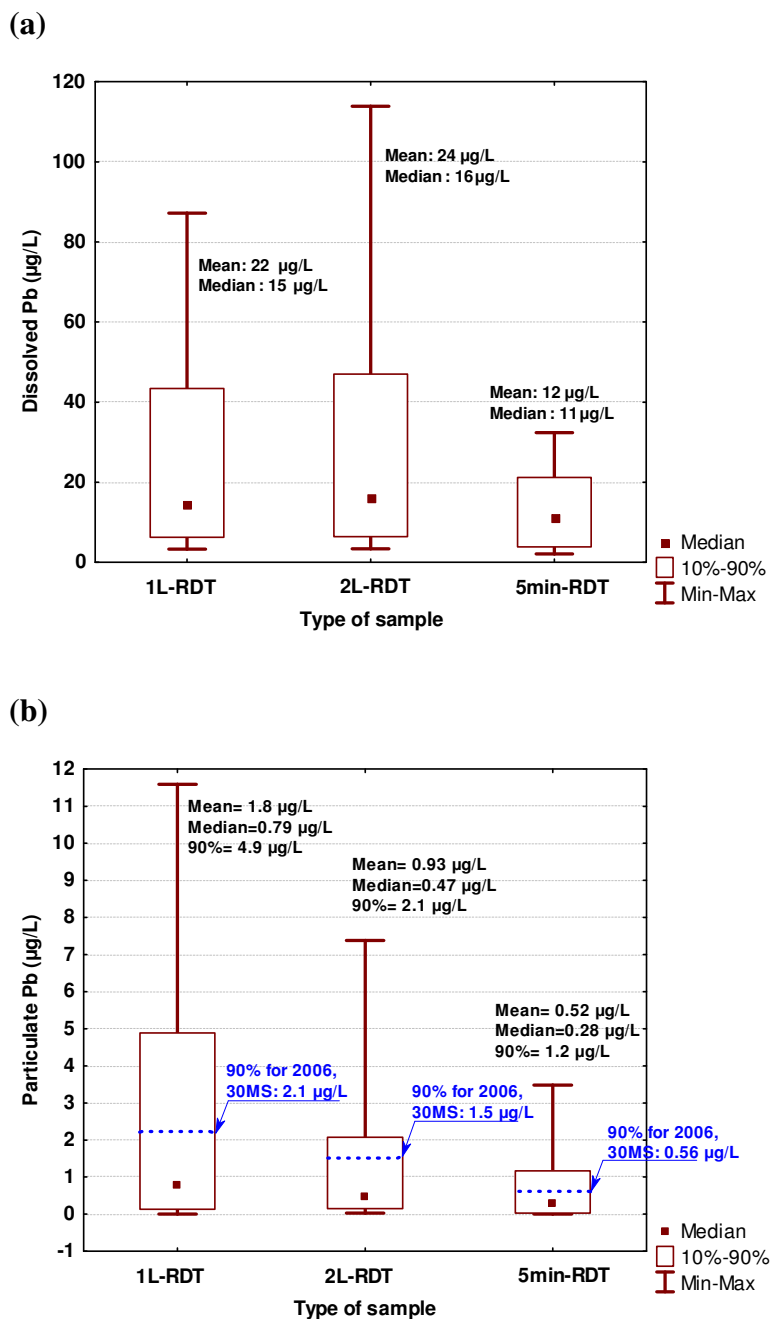 (a)
120
100
80
60
40
20
0
Dissolved Pb (µg/L)
Mean: 22 µg/L
Median : 15 µg/L
Mean: 24 µg/L
Median : 16µg/L
Mean: 12 µg/L
Median : 11µg/L
1L-RDT 2L-RDT 5min-RDT
Type of sample
Median
10%-90%
Min-Max
(b)
12
11
10
9
8
7
6
5
4
3
2
1
0
-1
Particulate Pb (µg/L)
Mean= 1.8 µg/L
Median=0.79 µg/L
90%= 4.9 µg/L
Mean= 0.93 µg/L
Median=0.47 µg/L
90%= 2.1 µg/L
Mean= 0.52 µg/L
Median=0.28 µg/L
90%= 1.2 µg/L
90% for 2006,
30MS: 2.1 µg/L
90% for 2006,
30MS: 1.5 µg/L
90% for 2006,
30MS: 0.56 µg/L
1L-RDT 2L-RDT 5min-RDT
Type of sample
Median
10%-90%
Min-Max